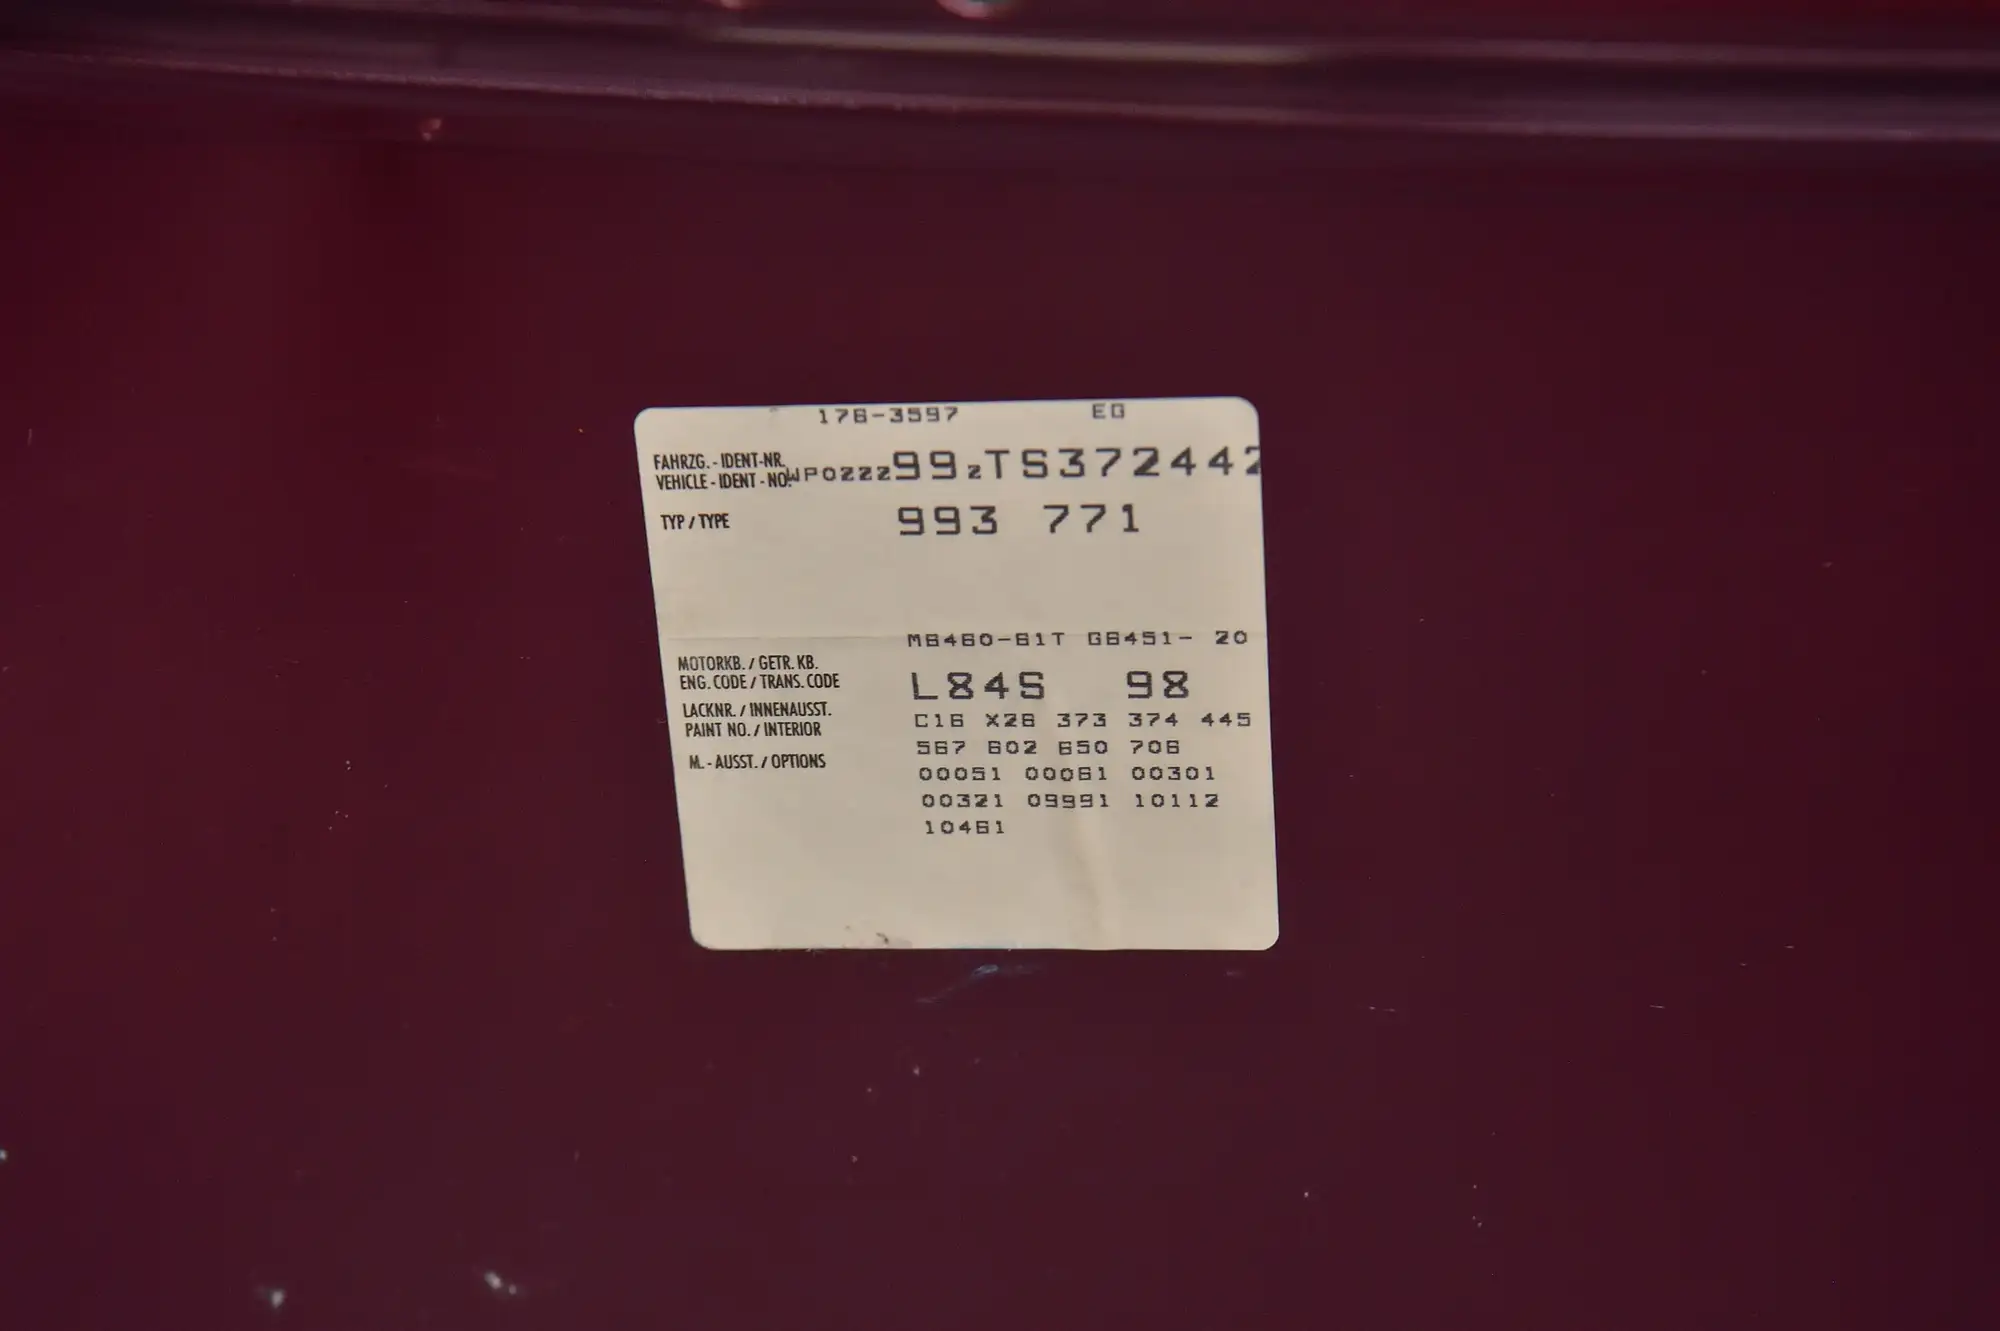 176-3597 EG
FAHRZG.-IDENT-NR.
VEHICLE-IDENT-NO. WP0ZZZ99ZTS372442
TYP/TYPE 993 771
M6460-61T G6451- 20
MOTORKB./GETR.KB.
ENG.CODE/TRANS.CODE L84S 98
LACKNR./INNENAUSST.
PAINT NO./INTERIOR C16 X26 373 374 445
567 602 650 706
M.-AUSST./OPTIONS
00051 00061 00301
00321 09991 10112
10461